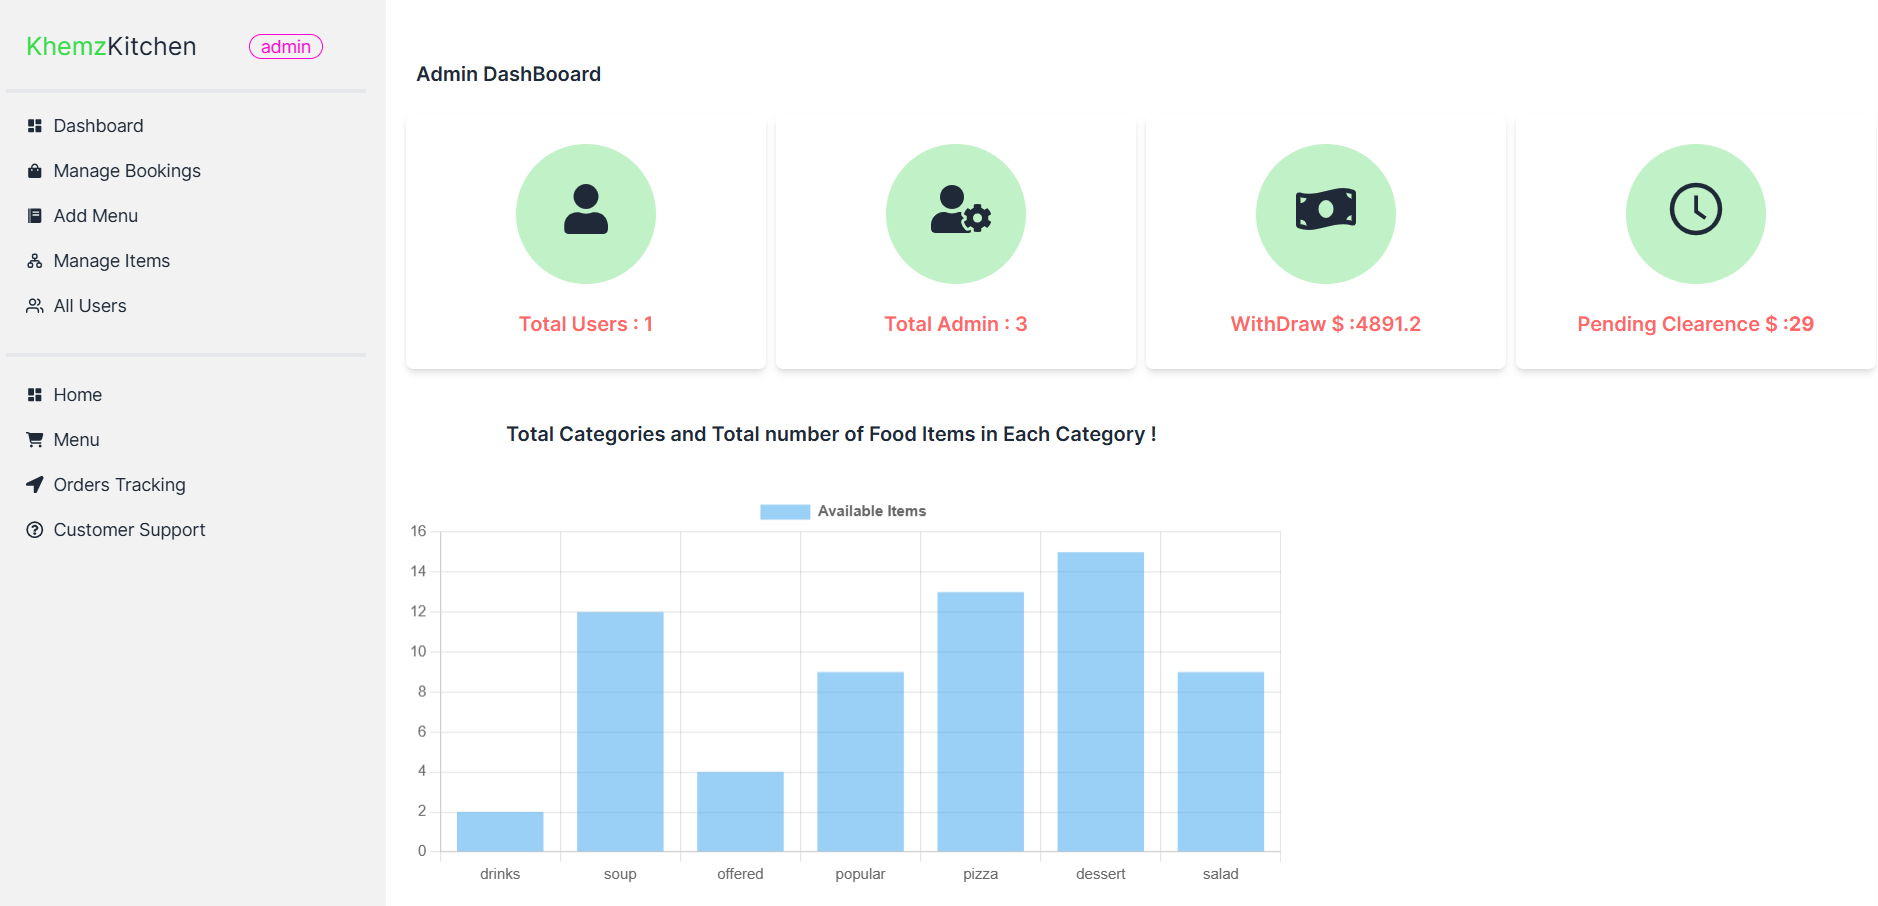 KhemzKitchen admin
Dashboard
Manage Bookings
Add Menu
Manage Items
All Users
Home
Menu
Orders Tracking
Customer Support
Admin DashBooard
Total Users : 1
Total Admin : 3
WithDraw $ :4891.2
Pending Clearence $ :29
Total Categories and Total number of Food Items in Each Category !
Available Items
16
14
12
10
8
6
4
2
0
drinks soup offered popular pizza dessert salad